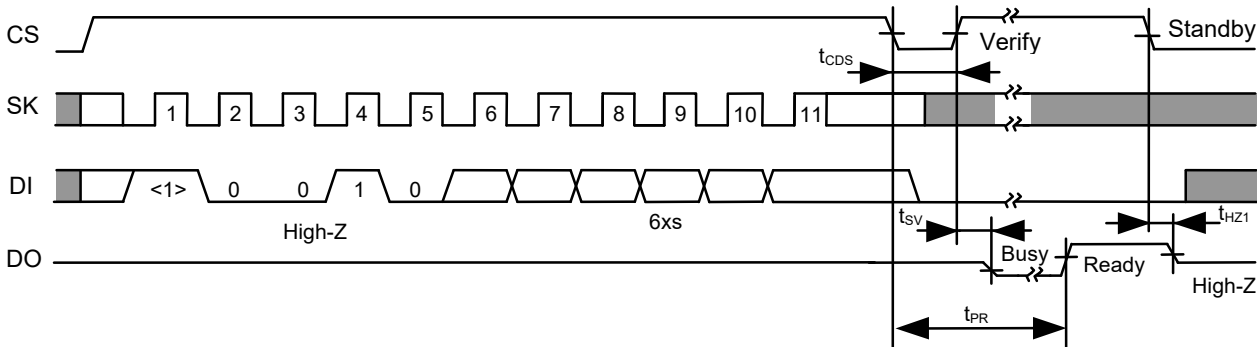 CS
Verify
Standby
tCDS
SK
1 2 3 4 5 6 7 8 9 10 11
DI
<1> 0 0 1 0
6xs
High-Z
tSV
tHZ1
DO
Busy
Ready
High-Z
tPR